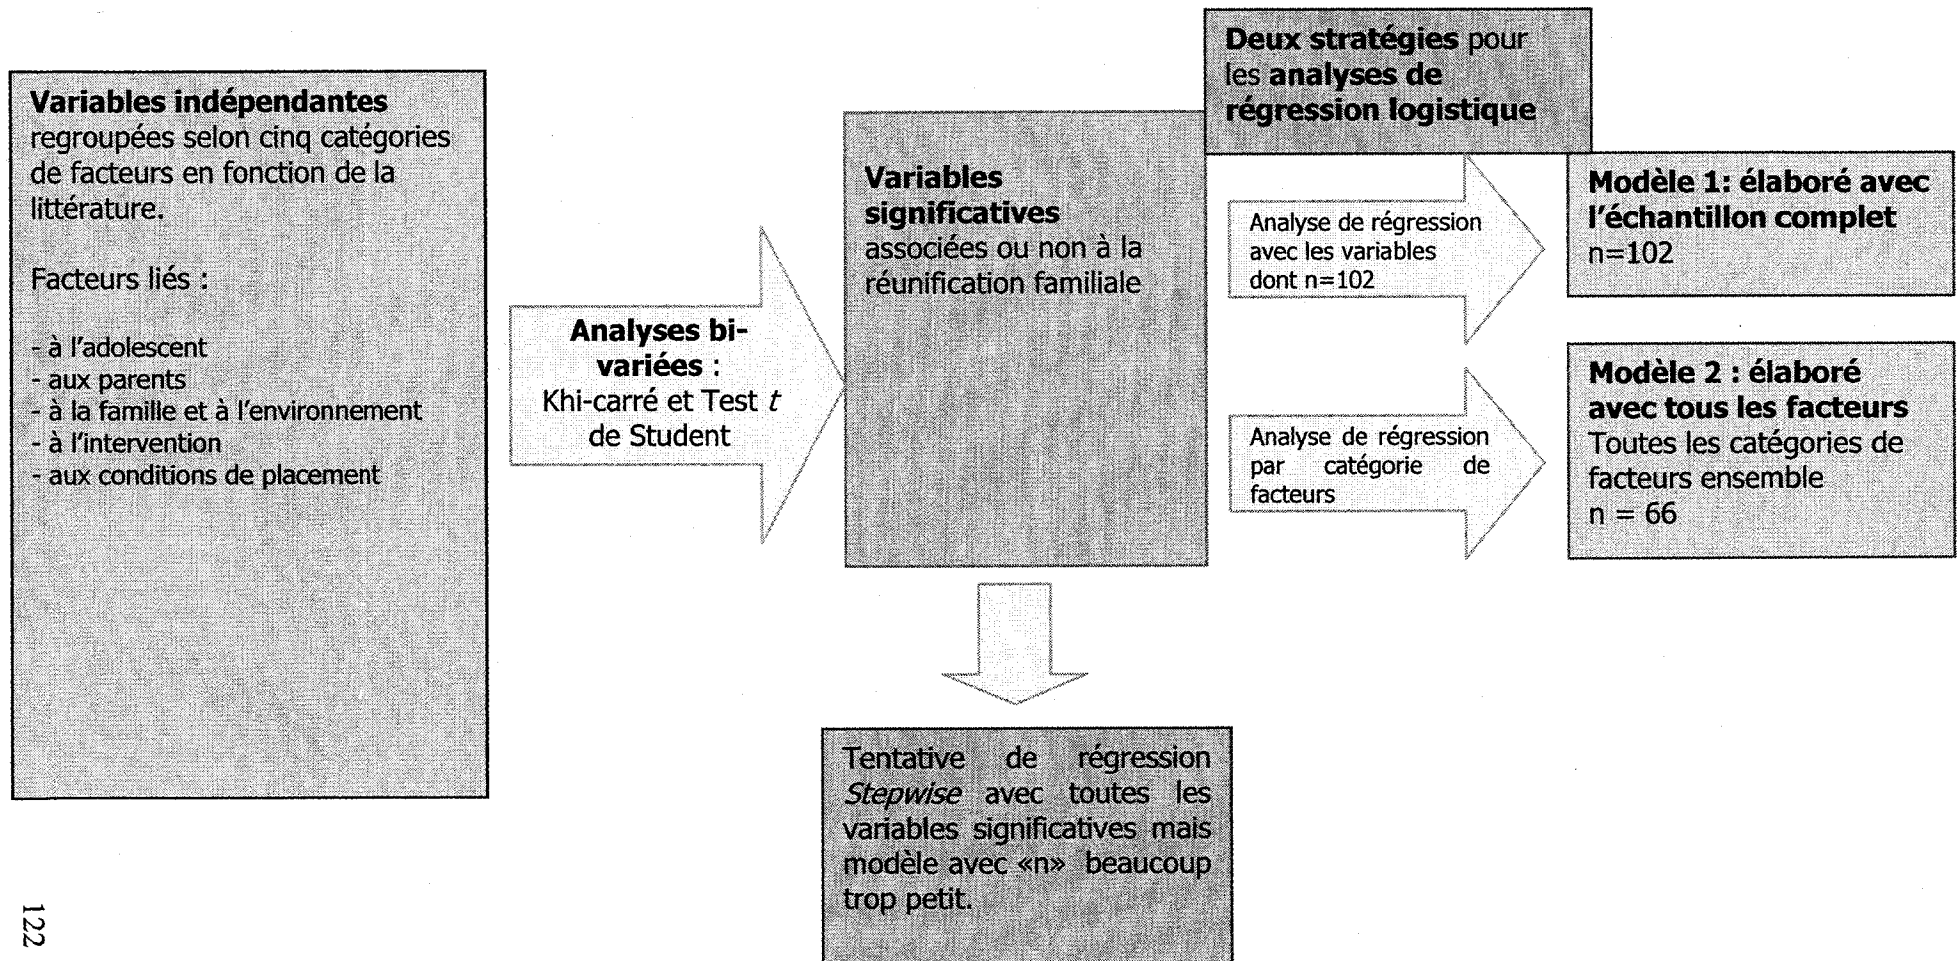 Variables indépendantes
regroupées selon cinq catégories
de facteurs en fonction de la
littérature.
Facteurs liés :
- à l'adolescent
- aux parents
- à la famille et à l'environnement
- à l'intervention
- aux conditions de placement
Analyses bi-
variées :
Khi-carré et Test t
de Student
Variables
significatives
associées ou non à la
réunification familiale
Deux stratégies pour
les analyses de
régression logistique
Analyse de régression
avec les variables
dont n=102
Modèle 1: élaboré avec
l'échantillon complet
n=102
Analyse de régression
par catégorie de
facteurs
Modèle 2 : élaboré
avec tous les facteurs
Toutes les catégories de
facteurs ensemble
n = 66
Tentative de régression
Stepwise avec toutes les
variables significatives mais
modèle avec «n» beaucoup
trop petit.
122